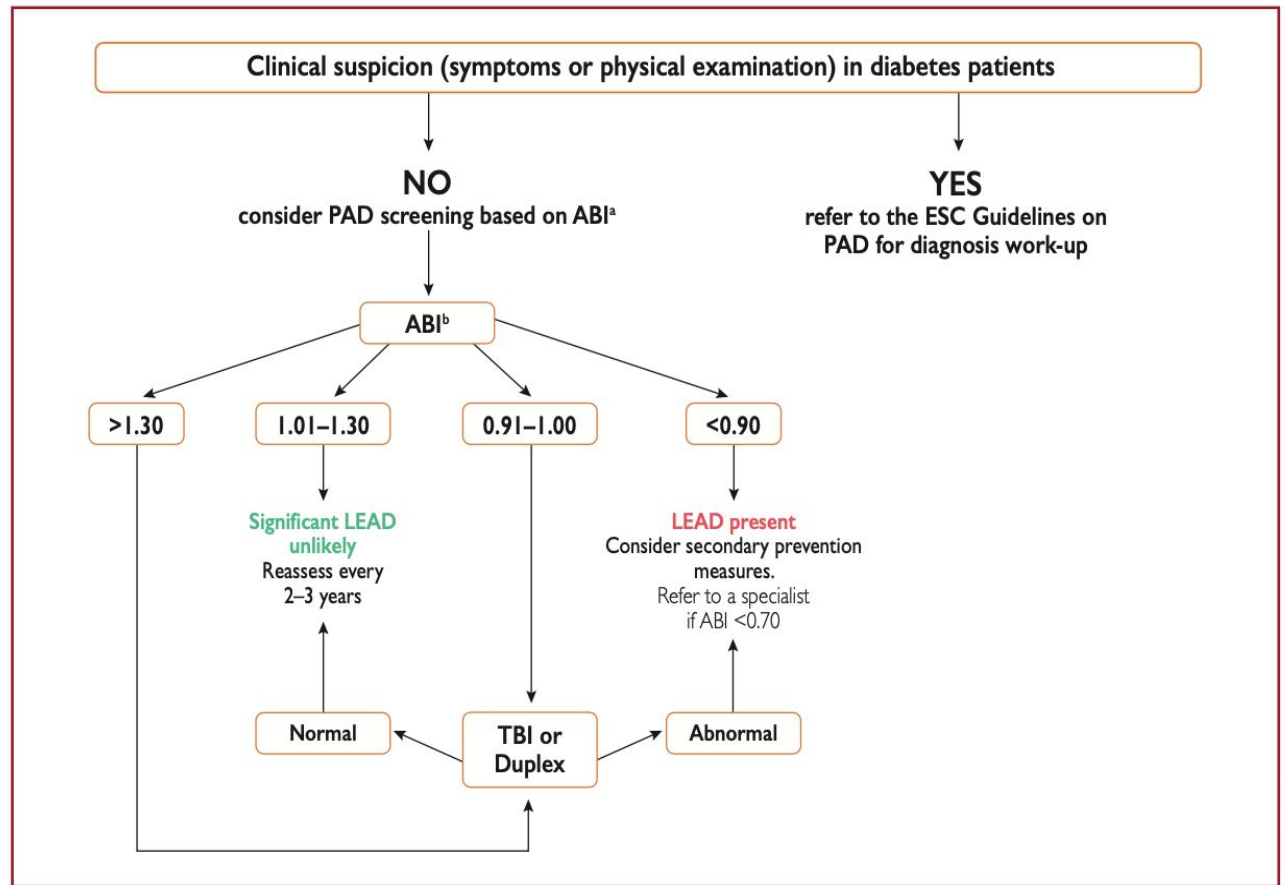 Clinical suspicion (symptoms or physical examination) in diabetes patients
NO
consider PAD screening based on ABIᵃ
YES
refer to the ESC Guidelines on
PAD for diagnosis work-up
ABIᵇ
>1.30
1.01–1.30
0.91–1.00
<0.90
Significant LEAD
unlikely
Reassess every
2–3 years
LEAD present
Consider secondary prevention
measures.
Refer to a specialist
if ABI <0.70
Normal
TBI or
Duplex
Abnormal